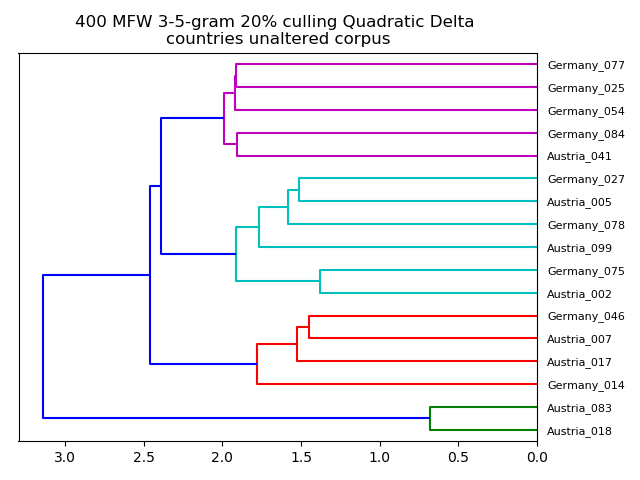 400 MFW 3-5-gram 20% culling Quadratic Delta
countries unaltered corpus
Germany_077
Germany_025
Germany_054
Germany_084
Austria_041
Germany_027
Austria_005
Germany_078
Austria_099
Germany_075
Austria_002
Germany_046
Austria_007
Austria_017
Germany_014
Austria_083
Austria_018
3.0 2.5 2.0 1.5 1.0 0.5 0.0